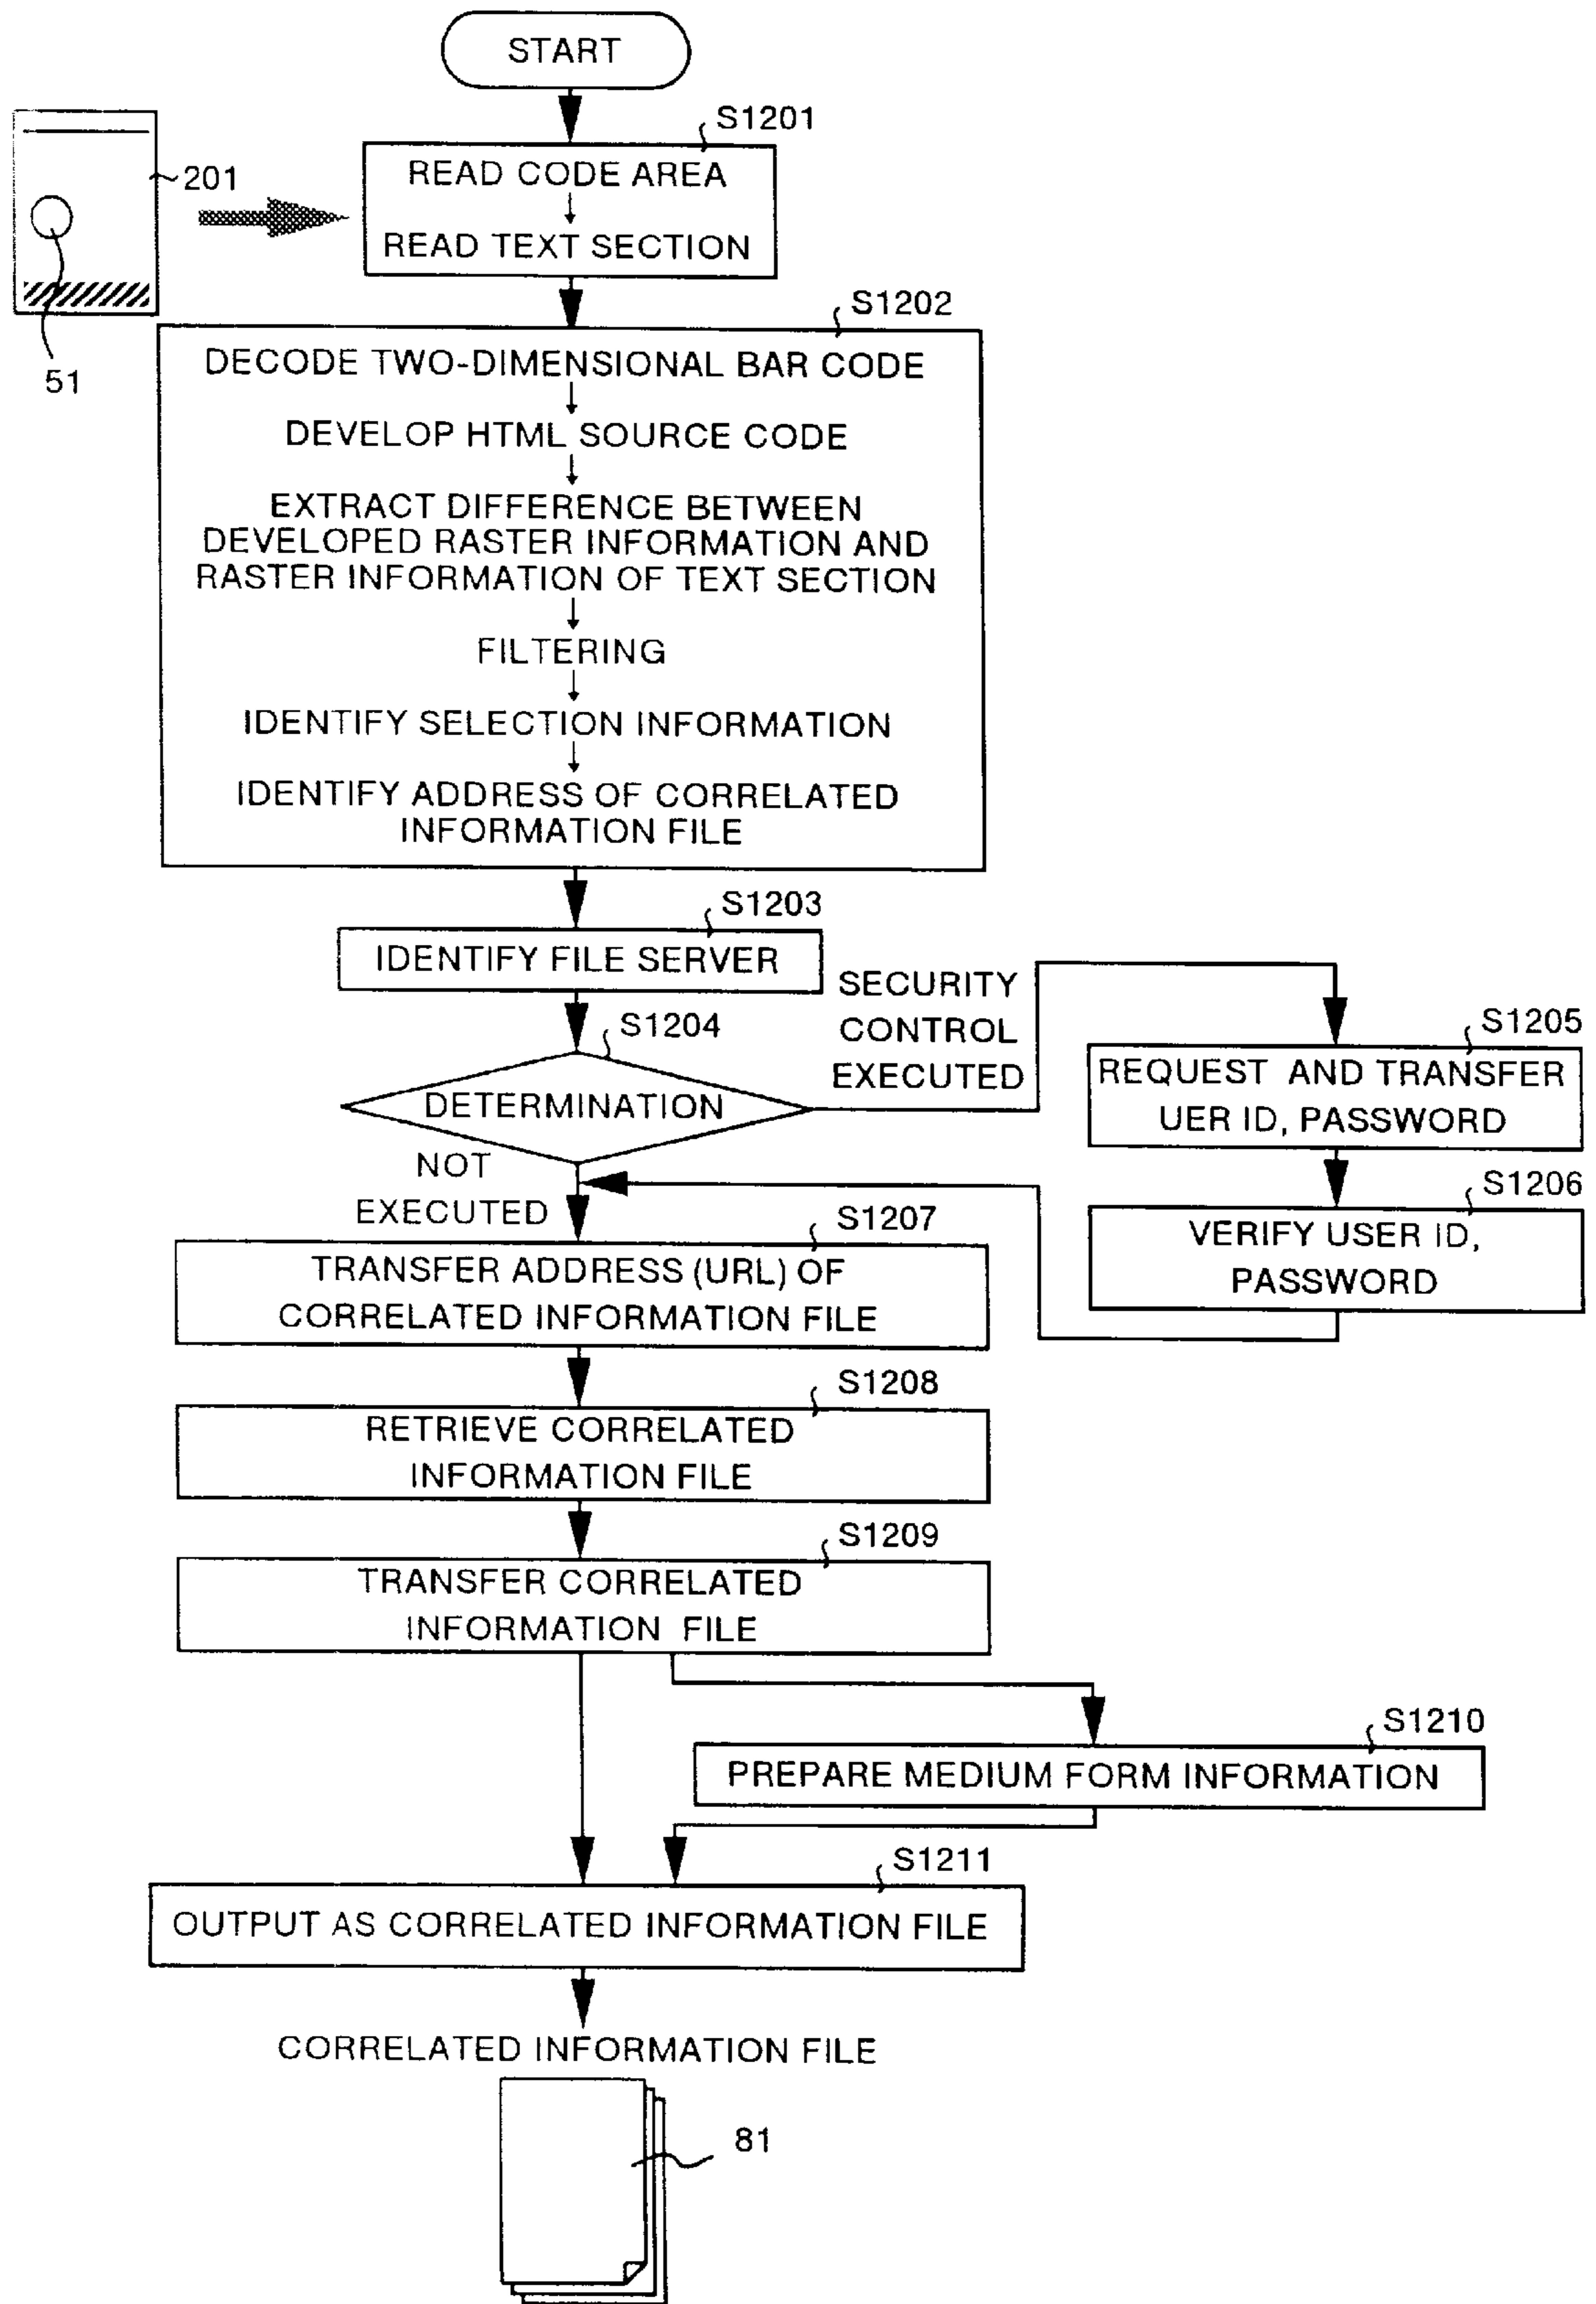 START
S1201
READ CODE AREA
201
READ TEXT SECTION
S1202
51
DECODE TWO-DIMENSIONAL BAR CODE
DEVELOP HTML SOURCE CODE
EXTRACT DIFFERENCE BETWEEN
DEVELOPED RASTER INFORMATION AND
RASTER INFORMATION OF TEXT SECTION
FILTERING
IDENTIFY SELECTION INFORMATION
IDENTIFY ADDRESS OF CORRELATED
INFORMATION FILE
S1203
IDENTIFY FILE SERVER
S1204
DETERMINATION
SECURITY
CONTROL
EXECUTED
S1205
REQUEST AND TRANSFER
UER ID, PASSWORD
S1206
VERIFY USER ID,
PASSWORD
NOT
EXECUTED
S1207
TRANSFER ADDRESS (URL) OF
CORRELATED INFORMATION FILE
S1208
RETRIEVE CORRELATED
INFORMATION FILE
S1209
TRANSFER CORRELATED
INFORMATION FILE
S1210
PREPARE MEDIUM FORM INFORMATION
S1211
OUTPUT AS CORRELATED INFORMATION FILE
CORRELATED INFORMATION FILE
81